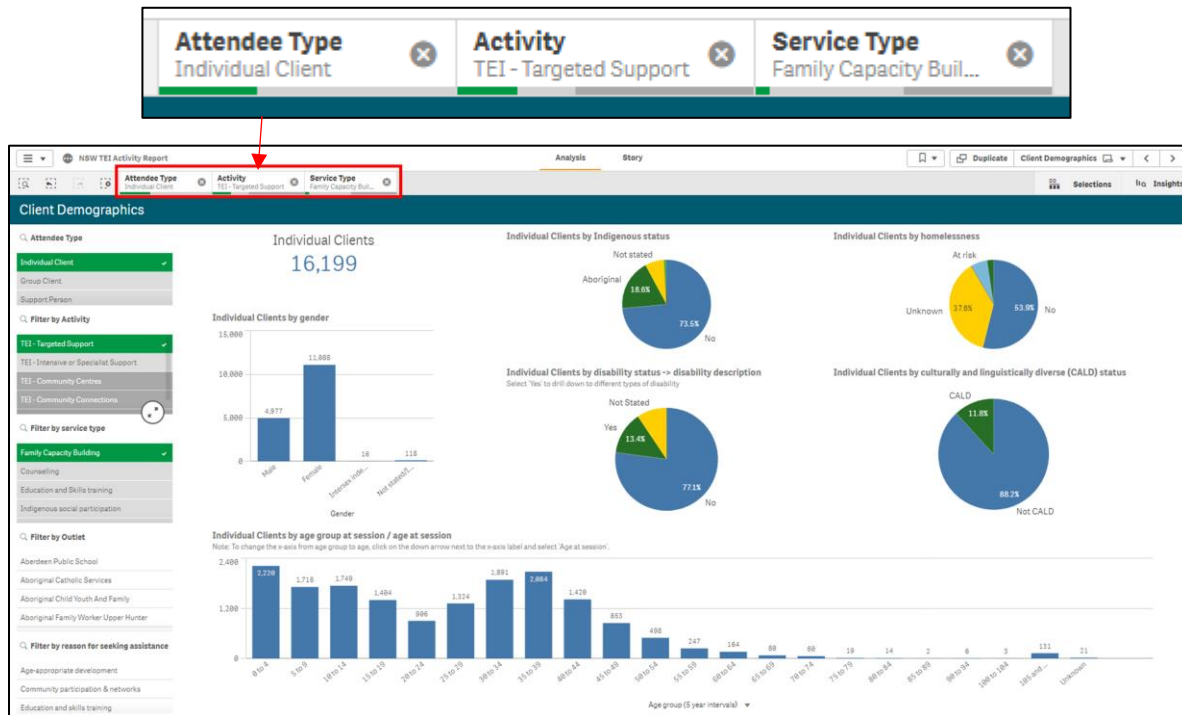 Attendee Type
Individual Client
Activity
TEI - Targeted Support
Service Type
Family Capacity Buil...
NSW TEI Activity Report
Analysis
Story
Duplicate
Client Demographics
Attendee Type
Individual Client
Activity
TEI - Targeted Support
Service Type
Family Capacity Buil...
Selections
Insights
Client Demographics
Attendee Type
Individual Client
Group Client
Support Person
Filter by Activity
TEI - Targeted Support
TEI - Intensive or Specialist Support
TEI - Community Centres
TEI - Community Connections
Filter by service type
Family Capacity Building
Counselling
Education and Skills training
Indigenous social participation
Filter by Outlet
Aberdeen Public School
Aboriginal Catholic Services
Aboriginal Child Youth And Family
Aboriginal Family Worker Upper Hunter
Filter by reason for seeking assistance
Age-appropriate development
Community participation & networks
Education and skills training
Individual Clients
16,199
Individual Clients by gender
15,000
10,000
5,000
0
4,977
11,088
16
118
Male
Female
Intersex inde...
Not stated/I...
Gender
Individual Clients by Indigenous status
Not stated
Aboriginal
18.6%
73.5%
No
Individual Clients by homelessness
At risk
Unknown
37.6%
53.9%
No
Individual Clients by disability status -> disability description
Select 'Yes' to drill down to different types of disability
Not Stated
Yes
13.4%
77.1%
No
Individual Clients by culturally and linguistically diverse (CALD) status
CALD
11.8%
88.2%
Not CALD
Individual Clients by age group at session / age at session
Note: To change the x-axis from age group to age, click on the down arrow next to the x-axis label and select 'Age at session'.
2,400
1,200
0
2,220
1,718
1,749
1,404
906
1,324
1,891
2,064
1,420
853
498
247
164
80
60
19
14
2
6
3
131
21
0 to 4
5 to 9
10 to 14
15 to 19
20 to 24
25 to 29
30 to 34
35 to 39
40 to 44
45 to 49
50 to 54
55 to 59
60 to 64
65 to 69
70 to 74
75 to 79
80 to 84
85 to 89
90 to 94
100 to 104
105 and ...
Unknown
Age group (5 year intervals)